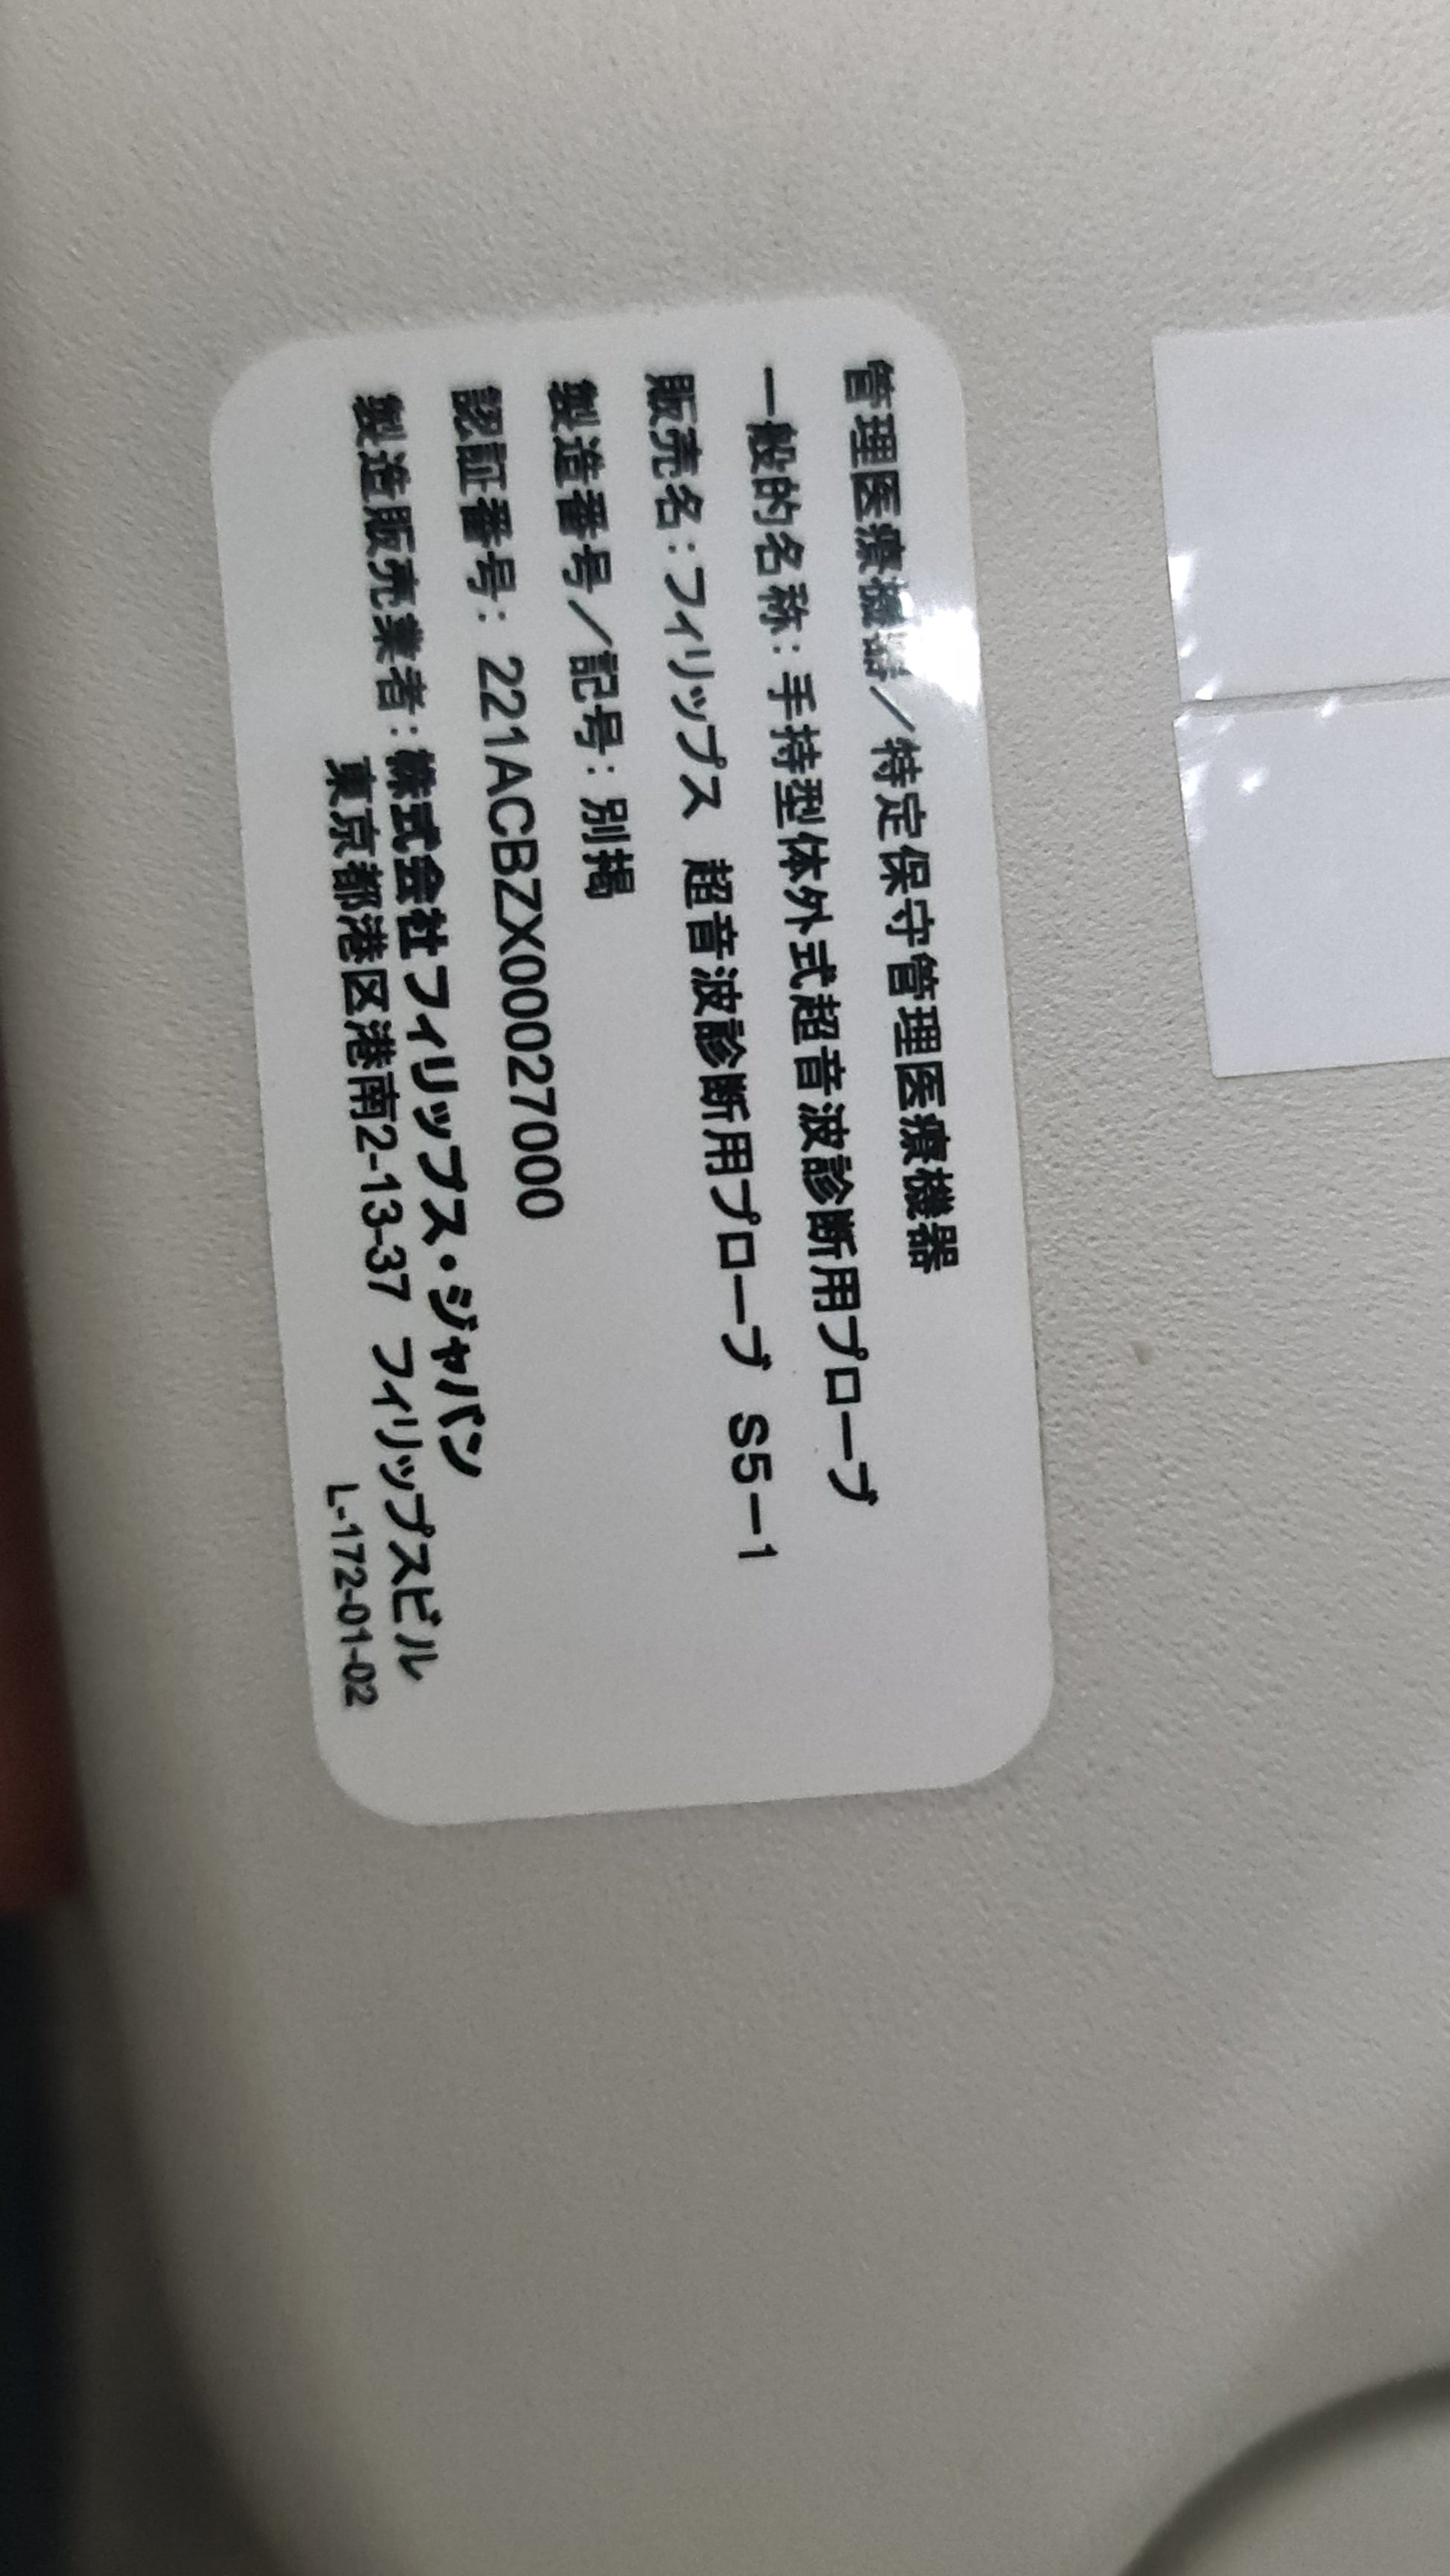 管理医療機器／特定保守管理医療機器
一般的名称：手持型体外式超音波診断用プローブ
販売名：フィリップス 超音波診断用プローブ S5－1
製造番号／記号：別掲
認証番号： 221ACBZX00027000
製造販売業者：株式会社フィリップス・ジャパン
東京都港区港南2-13-37 フィリップスビル
L-172-01-02